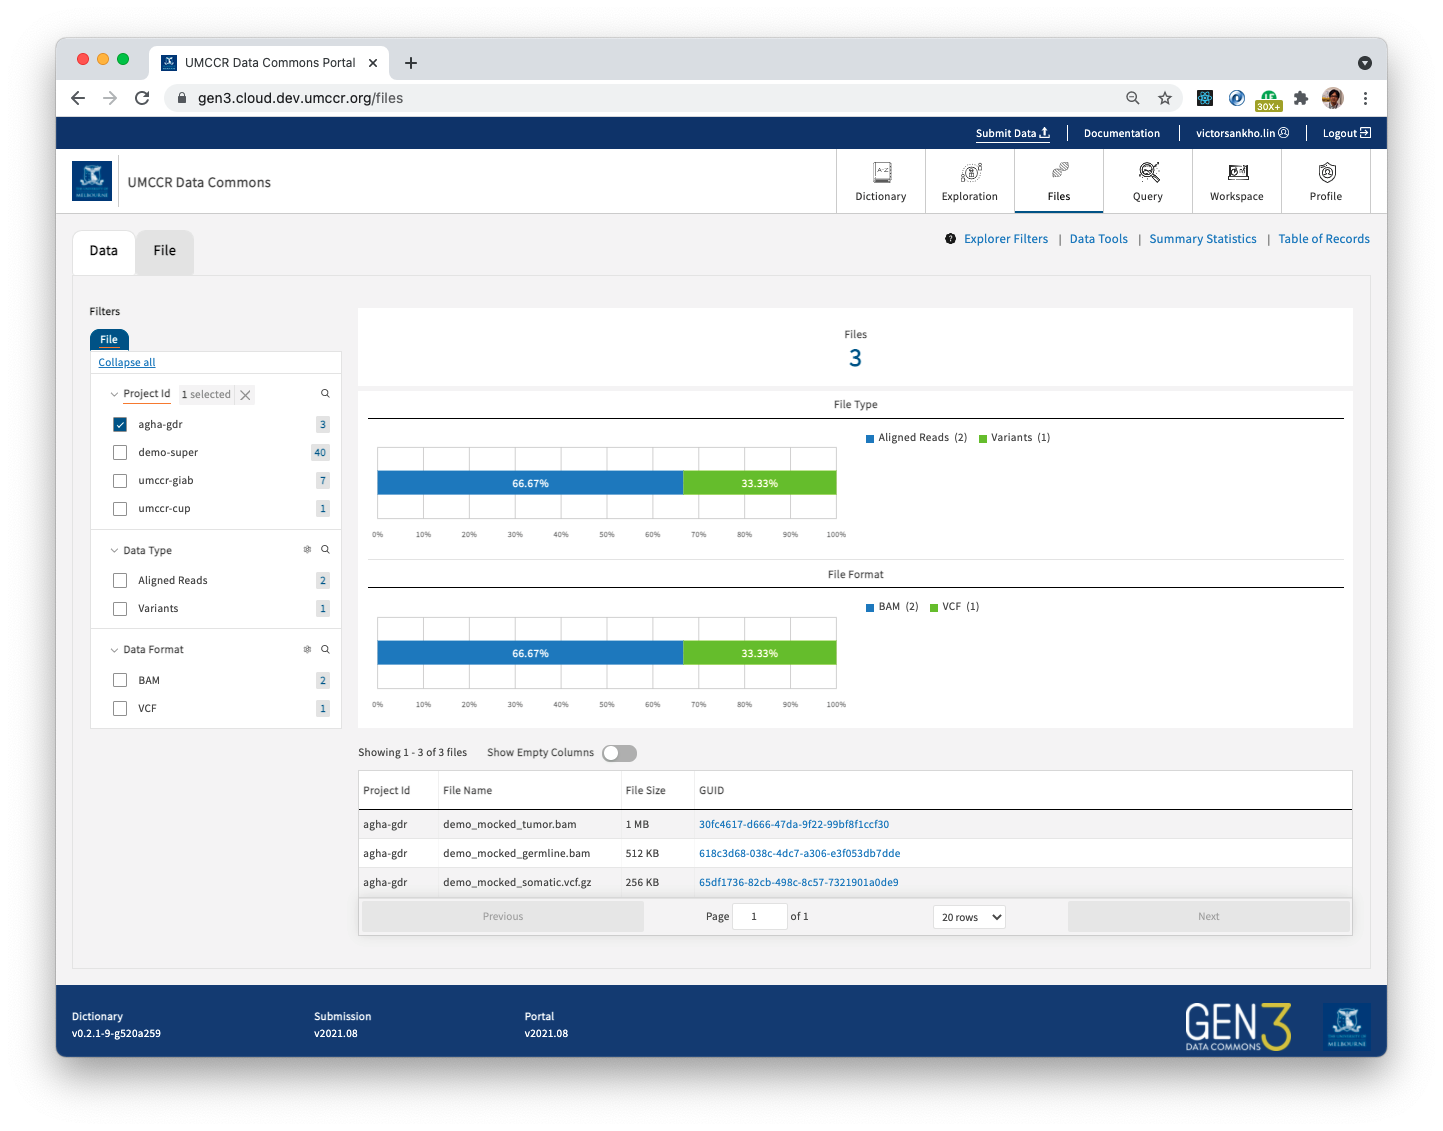 UMCCR Data Commons Portal
gen3.cloud.dev.umccr.org/files
30X+
Submit Data
Documentation
victorsankho.lin
Logout
UMCCR Data Commons
Dictionary
Exploration
Files
Query
Workspace
Profile
Data
File
Explorer Filters | Data Tools | Summary Statistics | Table of Records
Filters
File
Collapse all
Project Id 1 selected
agha-gdr 3
demo-super 40
umccr-giab 7
umccr-cup 1
Data Type
Aligned Reads 2
Variants 1
Data Format
BAM 2
VCF 1
Files
3
File Type
Aligned Reads (2) Variants (1)
66.67% 33.33%
0% 10% 20% 30% 40% 50% 60% 70% 80% 90% 100%
File Format
BAM (2) VCF (1)
66.67% 33.33%
0% 10% 20% 30% 40% 50% 60% 70% 80% 90% 100%
Showing 1 - 3 of 3 files Show Empty Columns
Project Id File Name File Size GUID
agha-gdr demo_mocked_tumor.bam 1 MB 30fc4617-d666-47da-9f22-99bf8f1ccf30
agha-gdr demo_mocked_germline.bam 512 KB 618c3d68-038c-4dc7-a306-e3f053db7dde
agha-gdr demo_mocked_somatic.vcf.gz 256 KB 65df1736-82cb-498c-8c57-7321901a0de9
Previous Page 1 of 1 20 rows Next
Dictionary
v0.2.1-9-g520a259
Submission
v2021.08
Portal
v2021.08
GEN3
DATA COMMONS
MELBOURNE